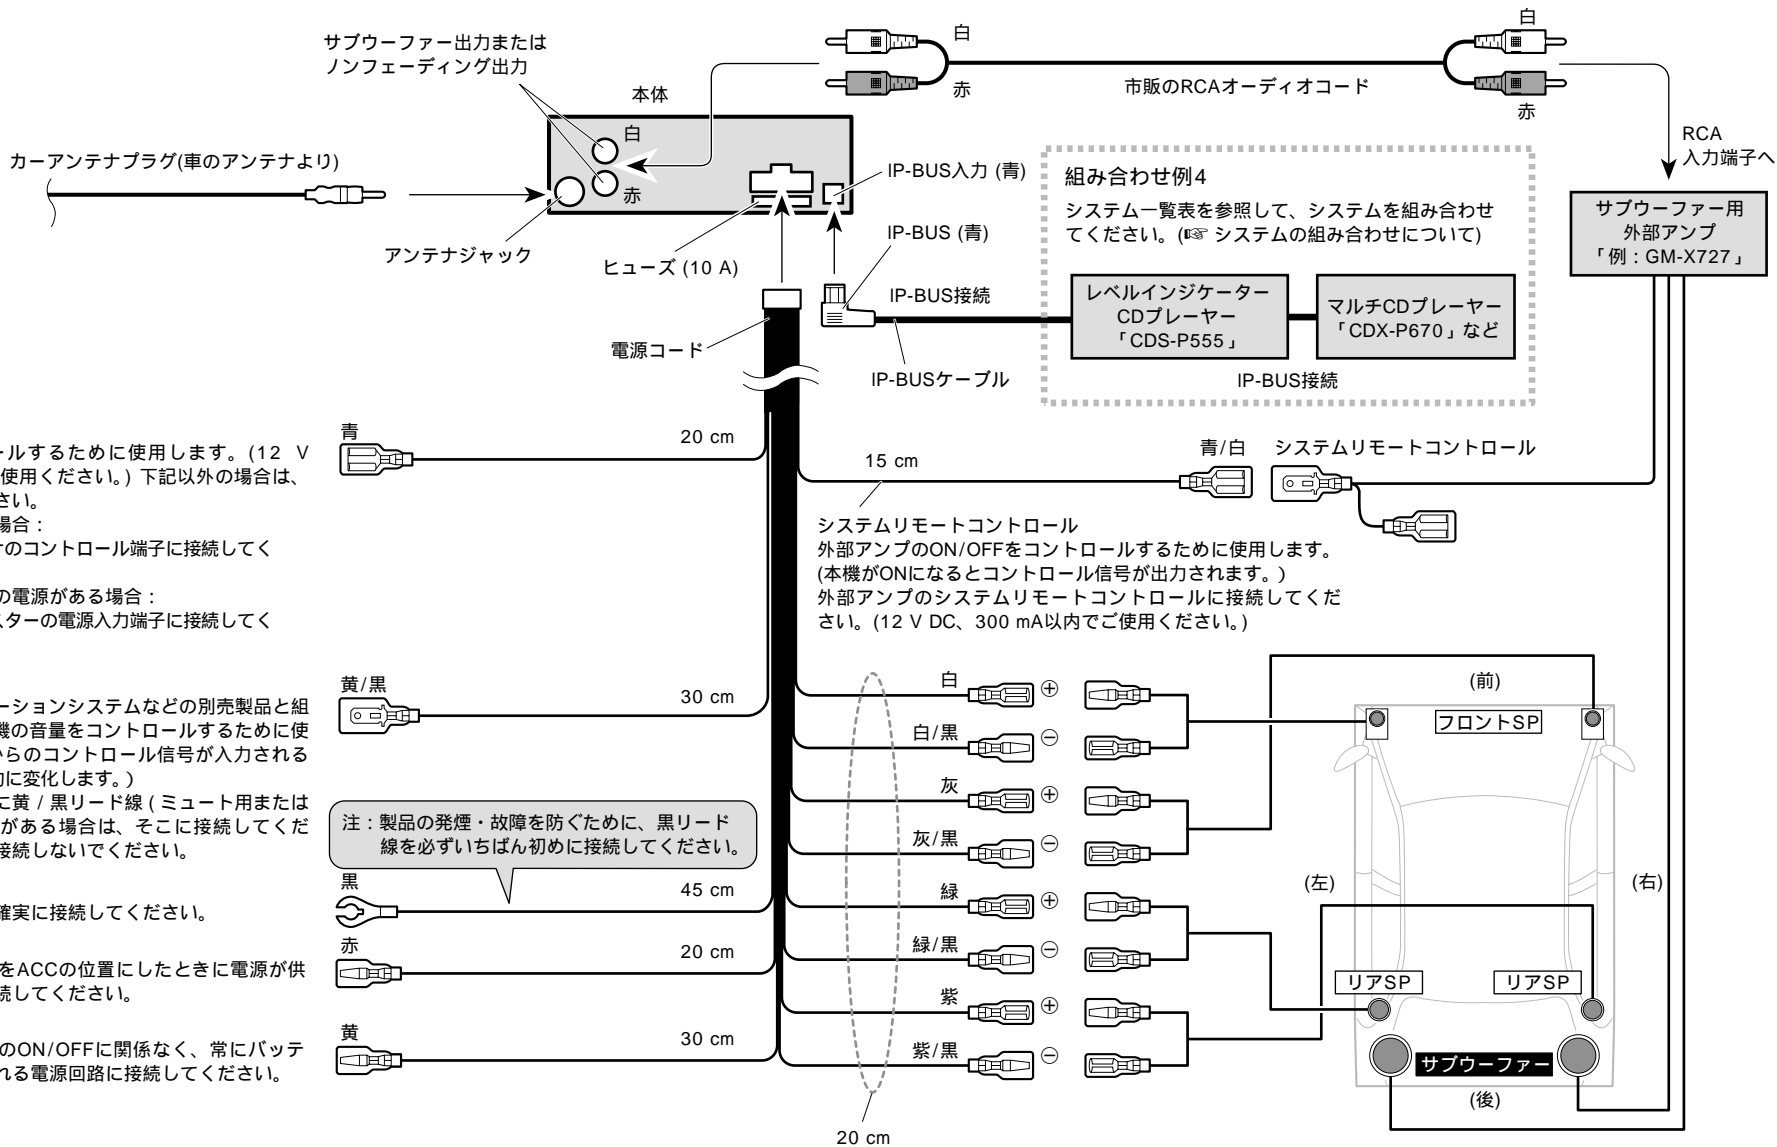 サブウーファー出力または
ノンフェーディング出力
本体
白
赤
カーアンテナプラグ(車のアンテナより)
アンテナジャック
ヒューズ (10 A)
IP-BUS入力 (青)
IP-BUS (青)
IP-BUS接続
IP-BUSケーブル
電源コード
白
赤
市販のRCAオーディオコード
白
赤
RCA
入力端子へ
組み合わせ例4
システム一覧表を参照して、システムを組み合わせ
てください。(☞ システムの組み合わせについて)
レベルインジケーター
CDプレーヤー
「CDS-P555」
マルチCDプレーヤー
「CDX-P670」など
IP-BUS接続
サブウーファー用
外部アンプ
「例：GM-X727」
青
20 cm
ールするために使用します。(12 V
使用ください。) 下記以外の場合は、
さい。
場合：
ナのコントロール端子に接続してく
の電源がある場合：
スターの電源入力端子に接続してく
15 cm
青/白
システムリモートコントロール
システムリモートコントロール
外部アンプのON/OFFをコントロールするために使用します。
(本機がONになるとコントロール信号が出力されます。)
外部アンプのシステムリモートコントロールに接続してくだ
さい。(12 V DC、300 mA以内でご使用ください。)
黄/黒
30 cm
ーションシステムなどの別売製品と組
機の音量をコントロールするために使
からのコントロール信号が入力される
的に変化します。)
に黄 / 黒リード線 ( ミュート用または
がある場合は、そこに接続してくだ
接続しないでください。
注：製品の発煙・故障を防ぐために、黒リード
線を必ずいちばん初めに接続してください。
黒
45 cm
確実に接続してください。
赤
20 cm
をACCの位置にしたときに電源が供
続してください。
黄
30 cm
のON/OFFに関係なく、常にバッテ
れる電源回路に接続してください。
白 ⊕
白/黒 ⊖
灰 ⊕
灰/黒 ⊖
緑 ⊕
緑/黒 ⊖
紫 ⊕
紫/黒 ⊖
20 cm
(前)
フロントSP
(左)
(右)
リアSP
リアSP
サブウーファー
(後)